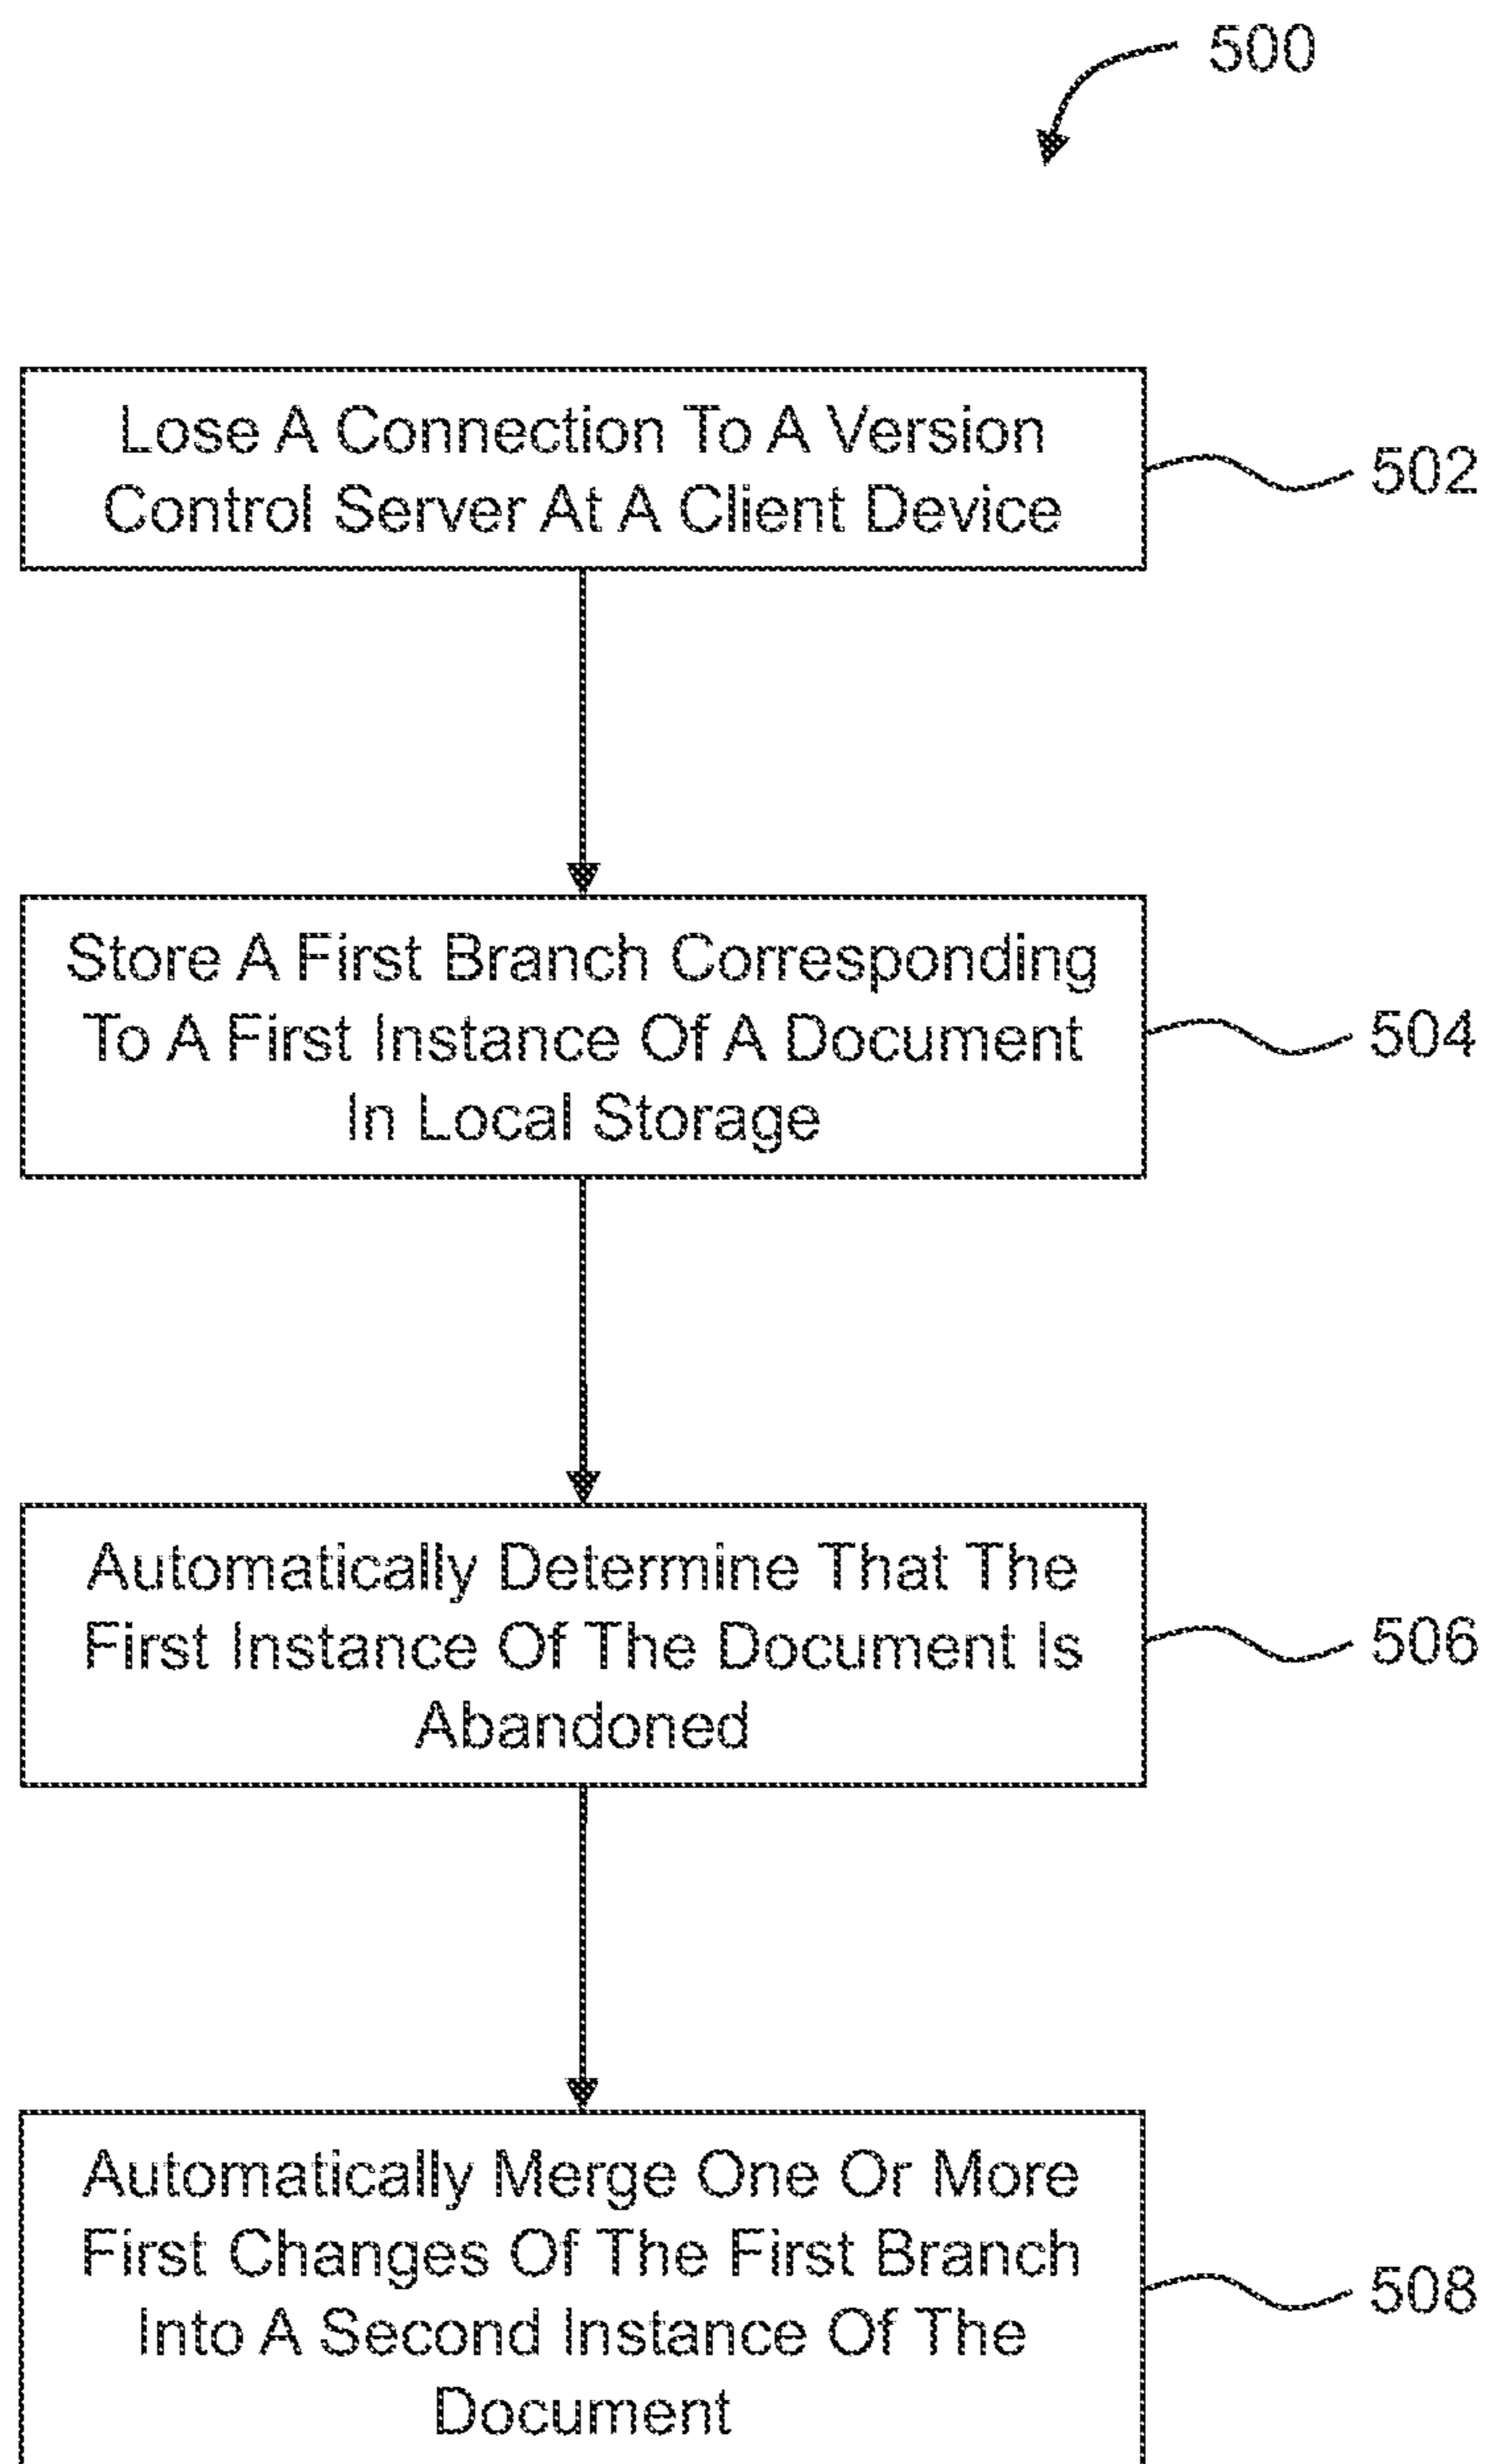 500
Lose A Connection To A Version
Control Server At A Client Device
502
Store A First Branch Corresponding
To A First Instance Of A Document
In Local Storage
504
Automatically Determine That The
First Instance Of The Document Is
Abandoned
506
Automatically Merge One Or More
First Changes Of The First Branch
Into A Second Instance Of The
Document
508